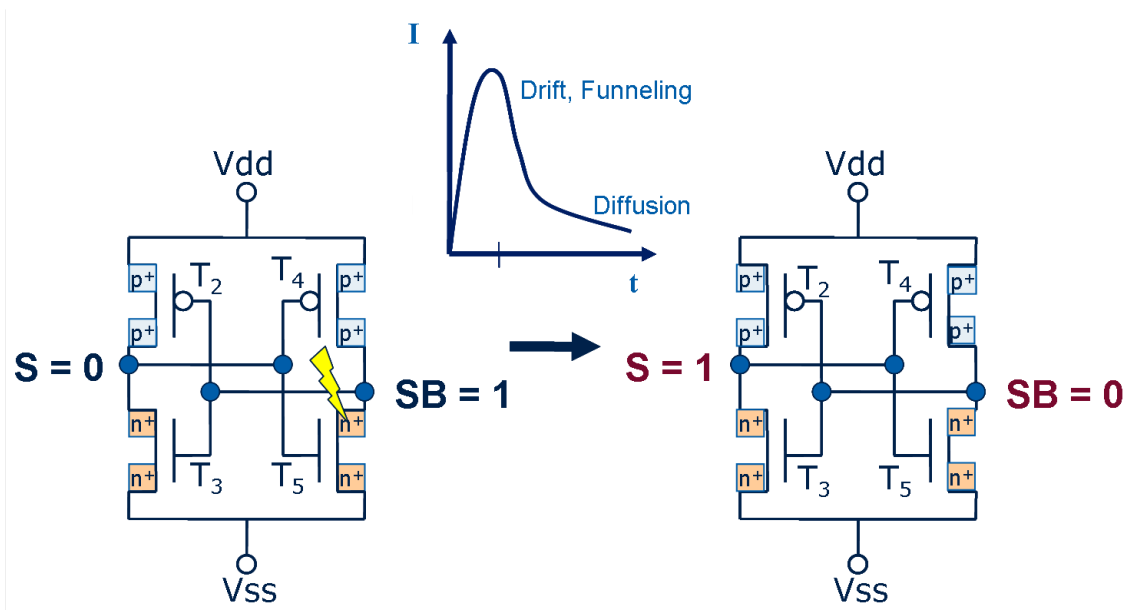 I
Drift, Funneling
Diffusion
t
Vdd
p+
T2
T4
p+
p+
p+
S = 0
SB = 1
n+
n+
n+
T3
T5
n+
Vss
Vdd
p+
T2
T4
p+
p+
p+
S = 1
SB = 0
n+
n+
n+
T3
T5
n+
Vss